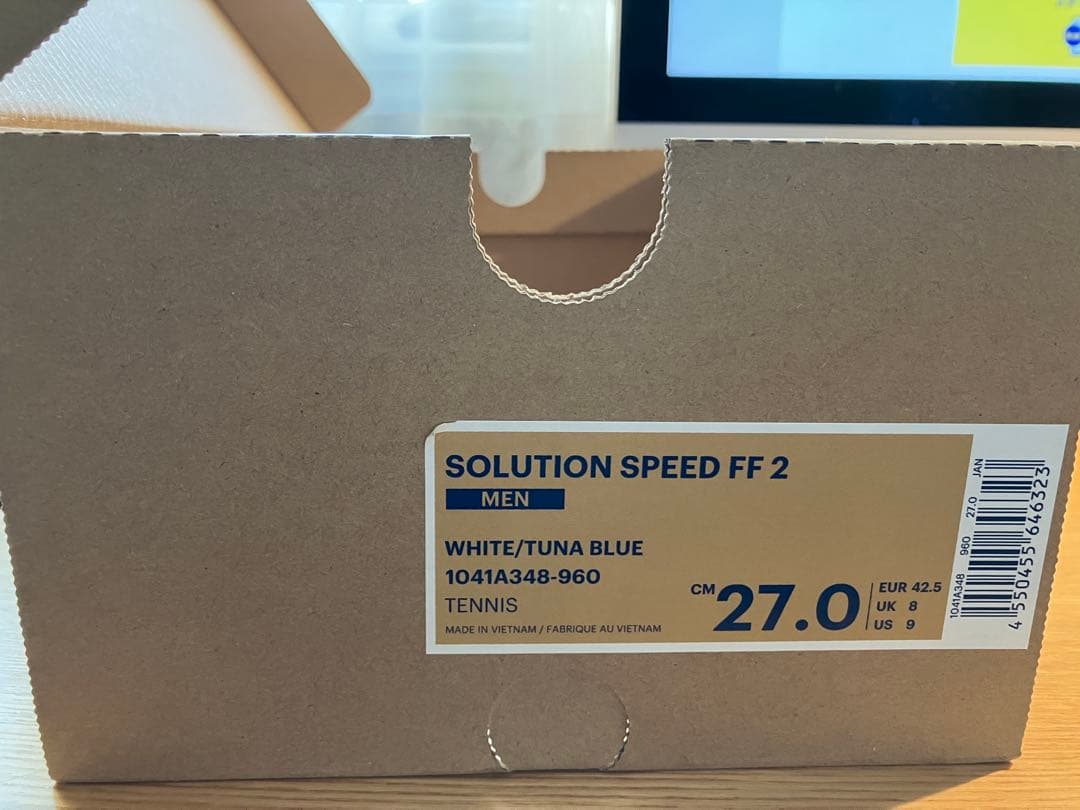 SOLUTION SPEED FF 2
MEN
WHITE/TUNA BLUE
1041A348-960
TENNIS
MADE IN VIETNAM / FABRIQUE AU VIETNAM
CM 27.0
EUR 42.5
UK 8
US 9
1041A348 960 27.0 JAN
4 550455 646323